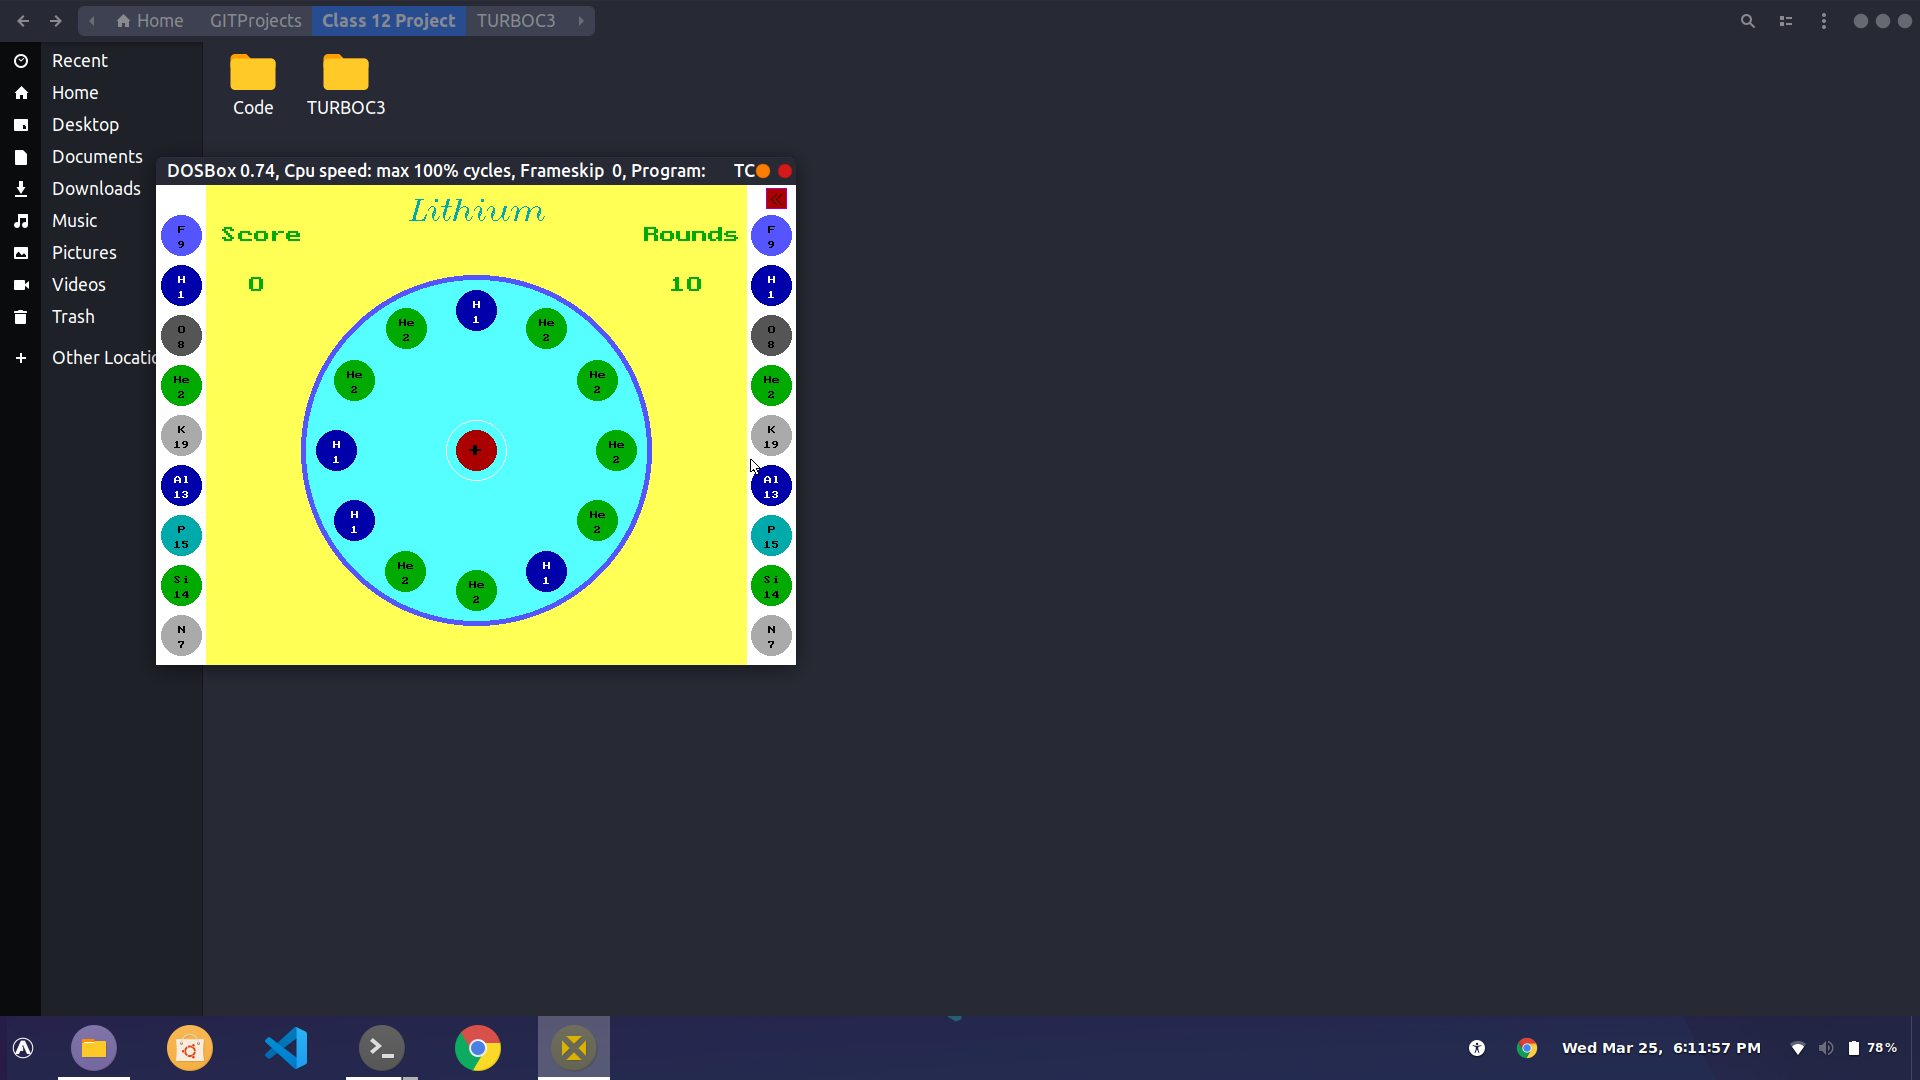 Home GITProjects Class 12 Project TURBOC3
Recent
Home
Desktop
Documents
Downloads
Music
Pictures
Videos
Trash
Other Locatio
Code
TURBOC3
DOSBox 0.74, Cpu speed: max 100% cycles, Frameskip 0, Program: TC
Lithium
Score
0
Rounds
10
F
9
H
1
O
8
He
2
K
19
Al
13
P
15
Si
14
N
7
H
1
He
2
He
2
He
2
He
2
H
1
+
He
2
H
1
He
2
He
2
H
1
He
2
F
9
H
1
O
8
He
2
K
19
Al
13
P
15
Si
14
N
7
Wed Mar 25, 6:11:57 PM
78%